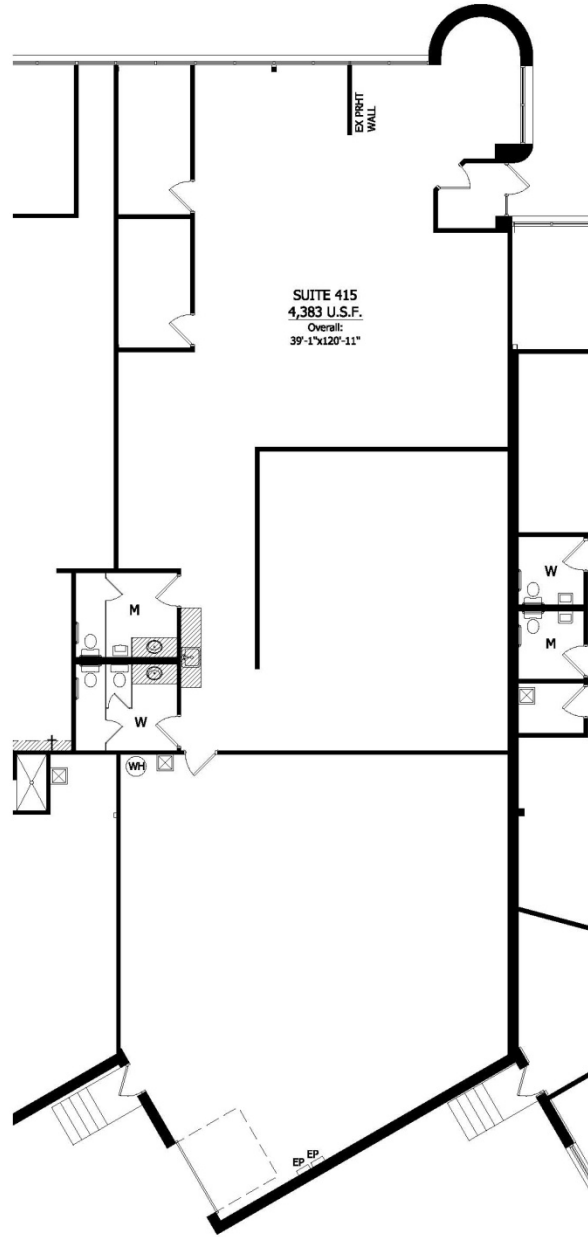 EX PRHT
WALL
SUITE 415
4,383 U.S.F.
Overall:
39'-1"x120'-11"
W
M
M
W
WH
EP
EP